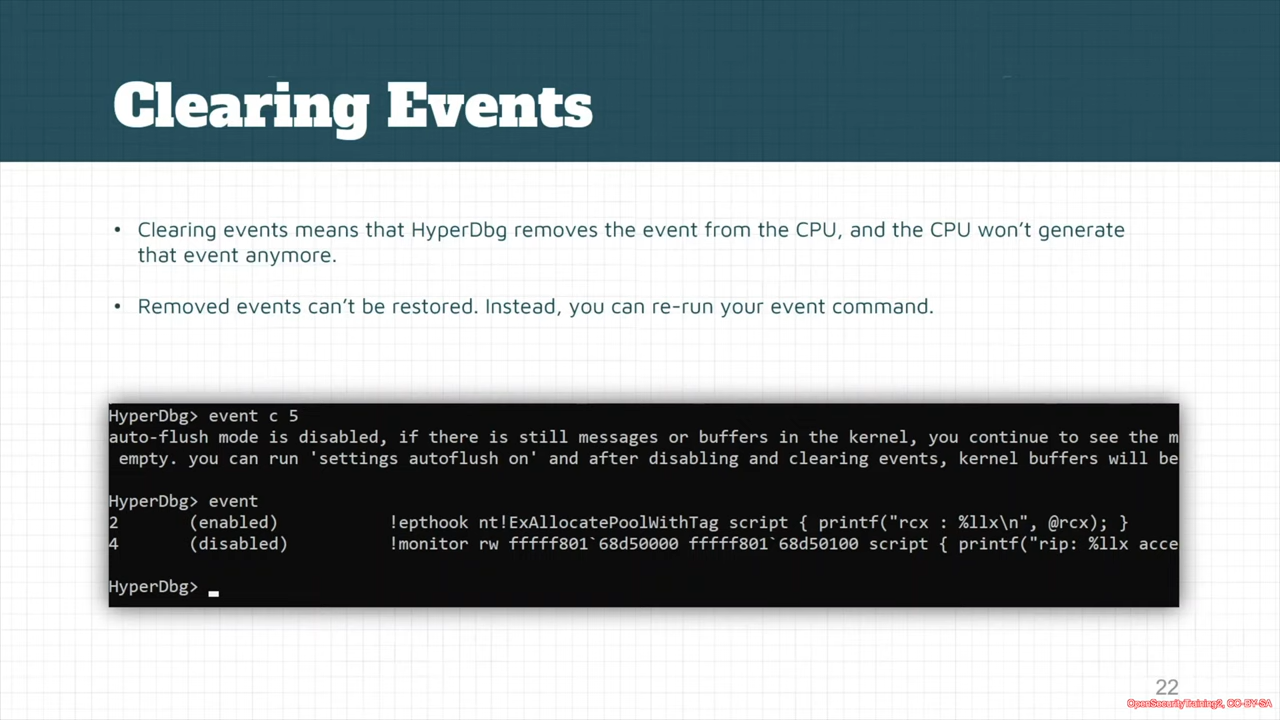 Clearing Events
• Clearing events means that HyperDbg removes the event from the CPU, and the CPU won’t generate
that event anymore.
• Removed events can’t be restored. Instead, you can re-run your event command.
HyperDbg> event c 5
auto-flush mode is disabled, if there is still messages or buffers in the kernel, you continue to see the m
empty. you can run 'settings autoflush on' and after disabling and clearing events, kernel buffers will be
HyperDbg> event
2 (enabled) !epthook nt!ExAllocatePoolWithTag script { printf("rcx : %llx\n", @rcx); }
4 (disabled) !monitor rw fffff801`68d50000 fffff801`68d50100 script { printf("rip: %llx acce
HyperDbg> _
22
OpenSecurityTraining2, CC-BY-SA